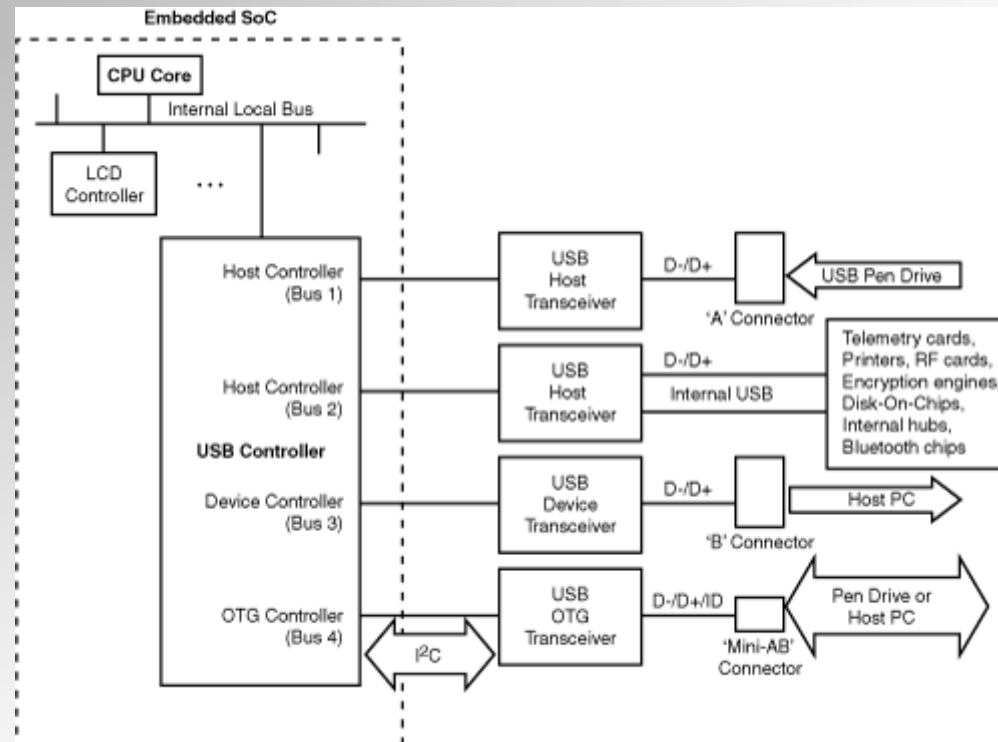 Embedded SoC
CPU Core
Internal Local Bus
LCD
Controller
...
Host Controller
(Bus 1)
USB
Host
Transceiver
D-/D+
'A' Connector
USB Pen Drive
Host Controller
(Bus 2)
USB
Host
Transceiver
D-/D+
Internal USB
Telemetry cards,
Printers, RF cards,
Encryption engines,
Disk-On-Chips,
Internal hubs,
Bluetooth chips
USB Controller
Device Controller
(Bus 3)
USB
Device
Transceiver
D-/D+
'B' Connector
Host PC
OTG Controller
(Bus 4)
I²C
USB
OTG
Transceiver
D-/D+/ID
'Mini-AB'
Connector
Pen Drive or
Host PC